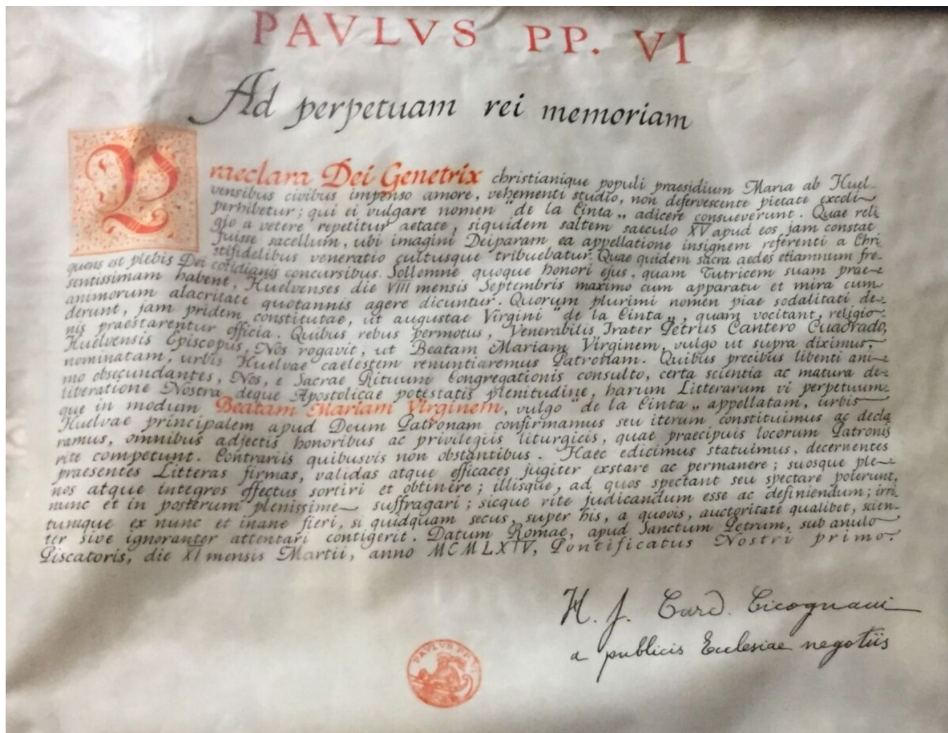 PAVLVS PP. VI
Ad perpetuam rei memoriam
Praeclara Dei Genetrix christianique populi praesidium Maria ab Huel-
vensibus civibus impenso amore, vehementi studio, non defervescente pietate excoli
perhibetur; qui ei vulgare nomen "de la Cinta„ adicere consueverunt. Quae reli-
gio a vetere repetitur aetate, siquidem saltem saeculo XV apud eos jam constat
fuisse sacellum, ubi imagini Deiparam ea appellatione insignem referenti a Chri-
stifidelibus veneratio cultusque tribuebatur. Quae quidem sacra aedes etiamnum fre-
quens est plebis Dei cotidianis concursibus. Sollemne quoque honori ejus, quam Tutricem suam prae-
sentissimam habent, Huelvenses die VIII mensis Septembris maximo cum apparatu et mira cum
animorum alacritate quotannis agere dicuntur. Quorum plurimi nomen piae sodalitati de-
derunt, jam pridem constitutae, ut augustae Virgini "de la Cinta„, quam vocitant, religio-
nis praestarentur officia. Quibus rebus permotus, Venerabilis Frater Petrus Cantero Cuadrado,
Huelvensis Episcopus, Nos rogavit, ut Beatam Mariam Virginem, vulgo ut supra diximus,
nominatam, urbis Huelvae caelestem renuntiaremus Patronam. Quibus precibus libenti ani-
mo obsecundantes, Nos, e Sacrae Rituum Congregationis consulto, certa scientia ac matura de-
liberatione Nostra deque Apostolicae potestatis plenitudine, harum Litterarum vi perpetuum-
que in modum Beatam Mariam Virginem, vulgo "de la Cinta„ appellatam, urbis
Huelvae principalem apud Deum Patronam confirmamus seu iterum constituimus ac decla-
ramus, omnibus adjectis honoribus ac privilegiis liturgicis, quae praecipuis locorum Patronis
rite competunt. Contrariis quibusvis non obstantibus. Haec edicimus statuimus, decernentes
praesentes Litteras firmas, validas atque efficaces jugiter exstare ac permanere; suosque ple-
nos atque integros effectus sortiri et obtinere; illisque, ad quos spectant seu spectare poterunt,
nunc et in posterum plenissime suffragari; sicque rite judicandum esse ac definiendum; irri-
tumque ex nunc et inane fieri, si quidquam secus, super his, a quovis, auctoritate qualibet, scien-
ter sive ignoranter attentari contigerit. Datum Romae, apud Sanctum Petrum, sub anulo
Piscatoris, die XI mensis Martii, anno MCMLXIV, Pontificatus Nostri primo.
H. J. Card. Cicognani
a publicis Ecclesiae negotiis
PAVLVS PP. VI